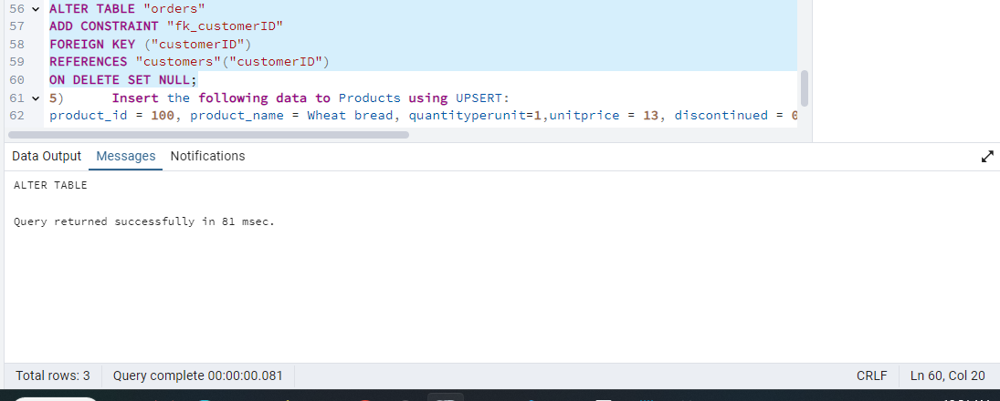 56 ALTER TABLE "orders"
57 ADD CONSTRAINT "fk_customerID"
58 FOREIGN KEY ("customerID")
59 REFERENCES "customers"("customerID")
60 ON DELETE SET NULL;
61 5) Insert the following data to Products using UPSERT:
62 product_id = 100, product_name = Wheat bread, quantityperunit=1,unitprice = 13, discontinued = 0
Data Output Messages Notifications
ALTER TABLE
Query returned successfully in 81 msec.
Total rows: 3 Query complete 00:00:00.081 CRLF Ln 60, Col 20